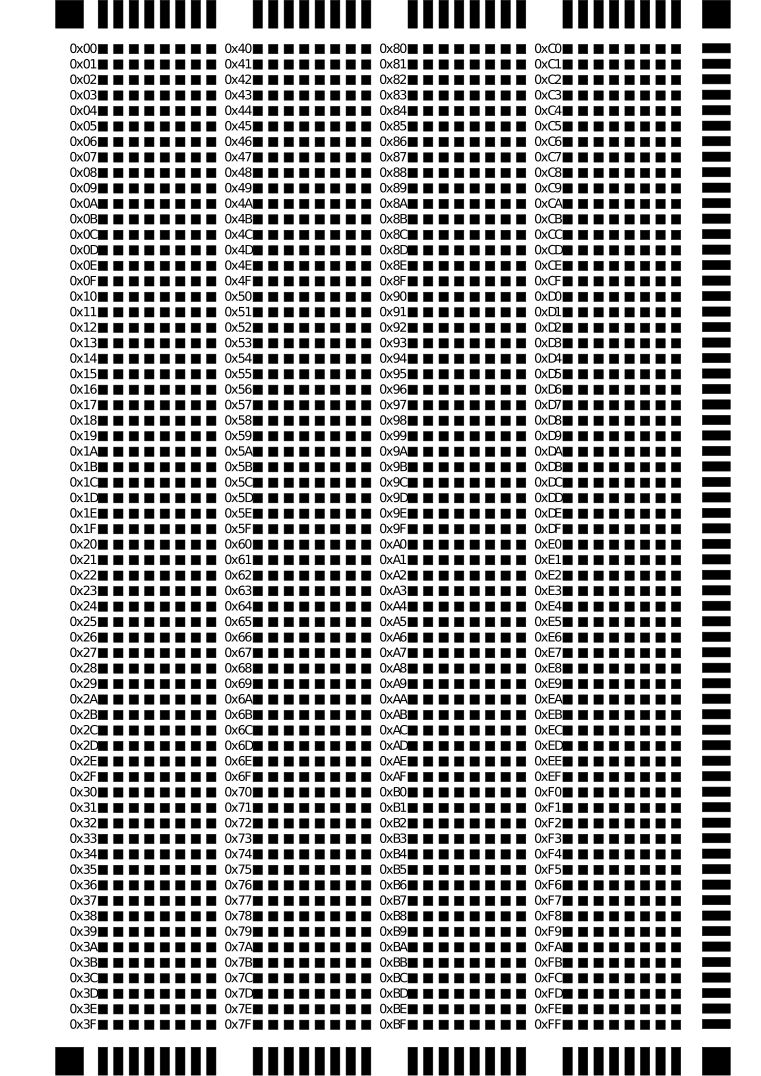 0x00 0x40 0x80 0xC0
0x01 0x41 0x81 0xC1
0x02 0x42 0x82 0xC2
0x03 0x43 0x83 0xC3
0x04 0x44 0x84 0xC4
0x05 0x45 0x85 0xC5
0x06 0x46 0x86 0xC6
0x07 0x47 0x87 0xC7
0x08 0x48 0x88 0xC8
0x09 0x49 0x89 0xC9
0x0A 0x4A 0x8A 0xCA
0x0B 0x4B 0x8B 0xCB
0x0C 0x4C 0x8C 0xCC
0x0D 0x4D 0x8D 0xCD
0x0E 0x4E 0x8E 0xCE
0x0F 0x4F 0x8F 0xCF
0x10 0x50 0x90 0xD0
0x11 0x51 0x91 0xD1
0x12 0x52 0x92 0xD2
0x13 0x53 0x93 0xD3
0x14 0x54 0x94 0xD4
0x15 0x55 0x95 0xD5
0x16 0x56 0x96 0xD6
0x17 0x57 0x97 0xD7
0x18 0x58 0x98 0xD8
0x19 0x59 0x99 0xD9
0x1A 0x5A 0x9A 0xDA
0x1B 0x5B 0x9B 0xDB
0x1C 0x5C 0x9C 0xDC
0x1D 0x5D 0x9D 0xDD
0x1E 0x5E 0x9E 0xDE
0x1F 0x5F 0x9F 0xDF
0x20 0x60 0xA0 0xE0
0x21 0x61 0xA1 0xE1
0x22 0x62 0xA2 0xE2
0x23 0x63 0xA3 0xE3
0x24 0x64 0xA4 0xE4
0x25 0x65 0xA5 0xE5
0x26 0x66 0xA6 0xE6
0x27 0x67 0xA7 0xE7
0x28 0x68 0xA8 0xE8
0x29 0x69 0xA9 0xE9
0x2A 0x6A 0xAA 0xEA
0x2B 0x6B 0xAB 0xEB
0x2C 0x6C 0xAC 0xEC
0x2D 0x6D 0xAD 0xED
0x2E 0x6E 0xAE 0xEE
0x2F 0x6F 0xAF 0xEF
0x30 0x70 0xB0 0xF0
0x31 0x71 0xB1 0xF1
0x32 0x72 0xB2 0xF2
0x33 0x73 0xB3 0xF3
0x34 0x74 0xB4 0xF4
0x35 0x75 0xB5 0xF5
0x36 0x76 0xB6 0xF6
0x37 0x77 0xB7 0xF7
0x38 0x78 0xB8 0xF8
0x39 0x79 0xB9 0xF9
0x3A 0x7A 0xBA 0xFA
0x3B 0x7B 0xBB 0xFB
0x3C 0x7C 0xBC 0xFC
0x3D 0x7D 0xBD 0xFD
0x3E 0x7E 0xBE 0xFE
0x3F 0x7F 0xBF 0xFF